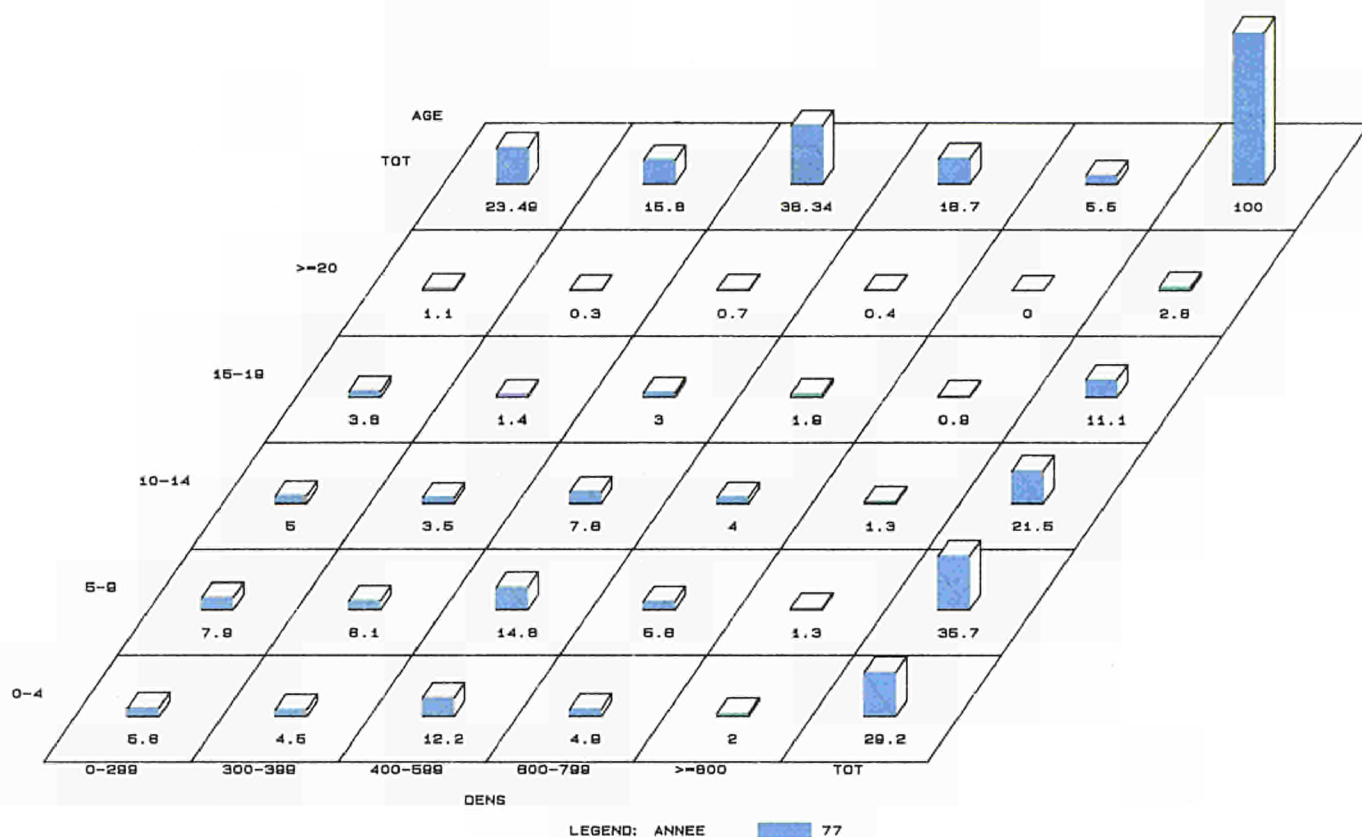 AGE
TOT
23.49 15.8 38.34 16.7 5.5 100
>=20
1.1 0.3 0.7 0.4 0 2.6
15-19
3.8 1.4 3 1.9 0.9 11.1
10-14
5 3.5 7.6 4 1.3 21.5
5-9
7.9 6.1 14.8 5.6 1.3 35.7
0-4
5.6 4.5 12.2 4.9 2 29.2
0-299 300-399 400-599 600-799 >=800 TOT
DENS
LEGEND: ANNEE 77